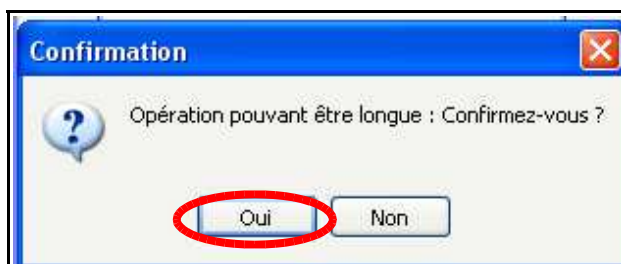 Confirmation
Opération pouvant être longue : Confirmez-vous ?
Oui Non